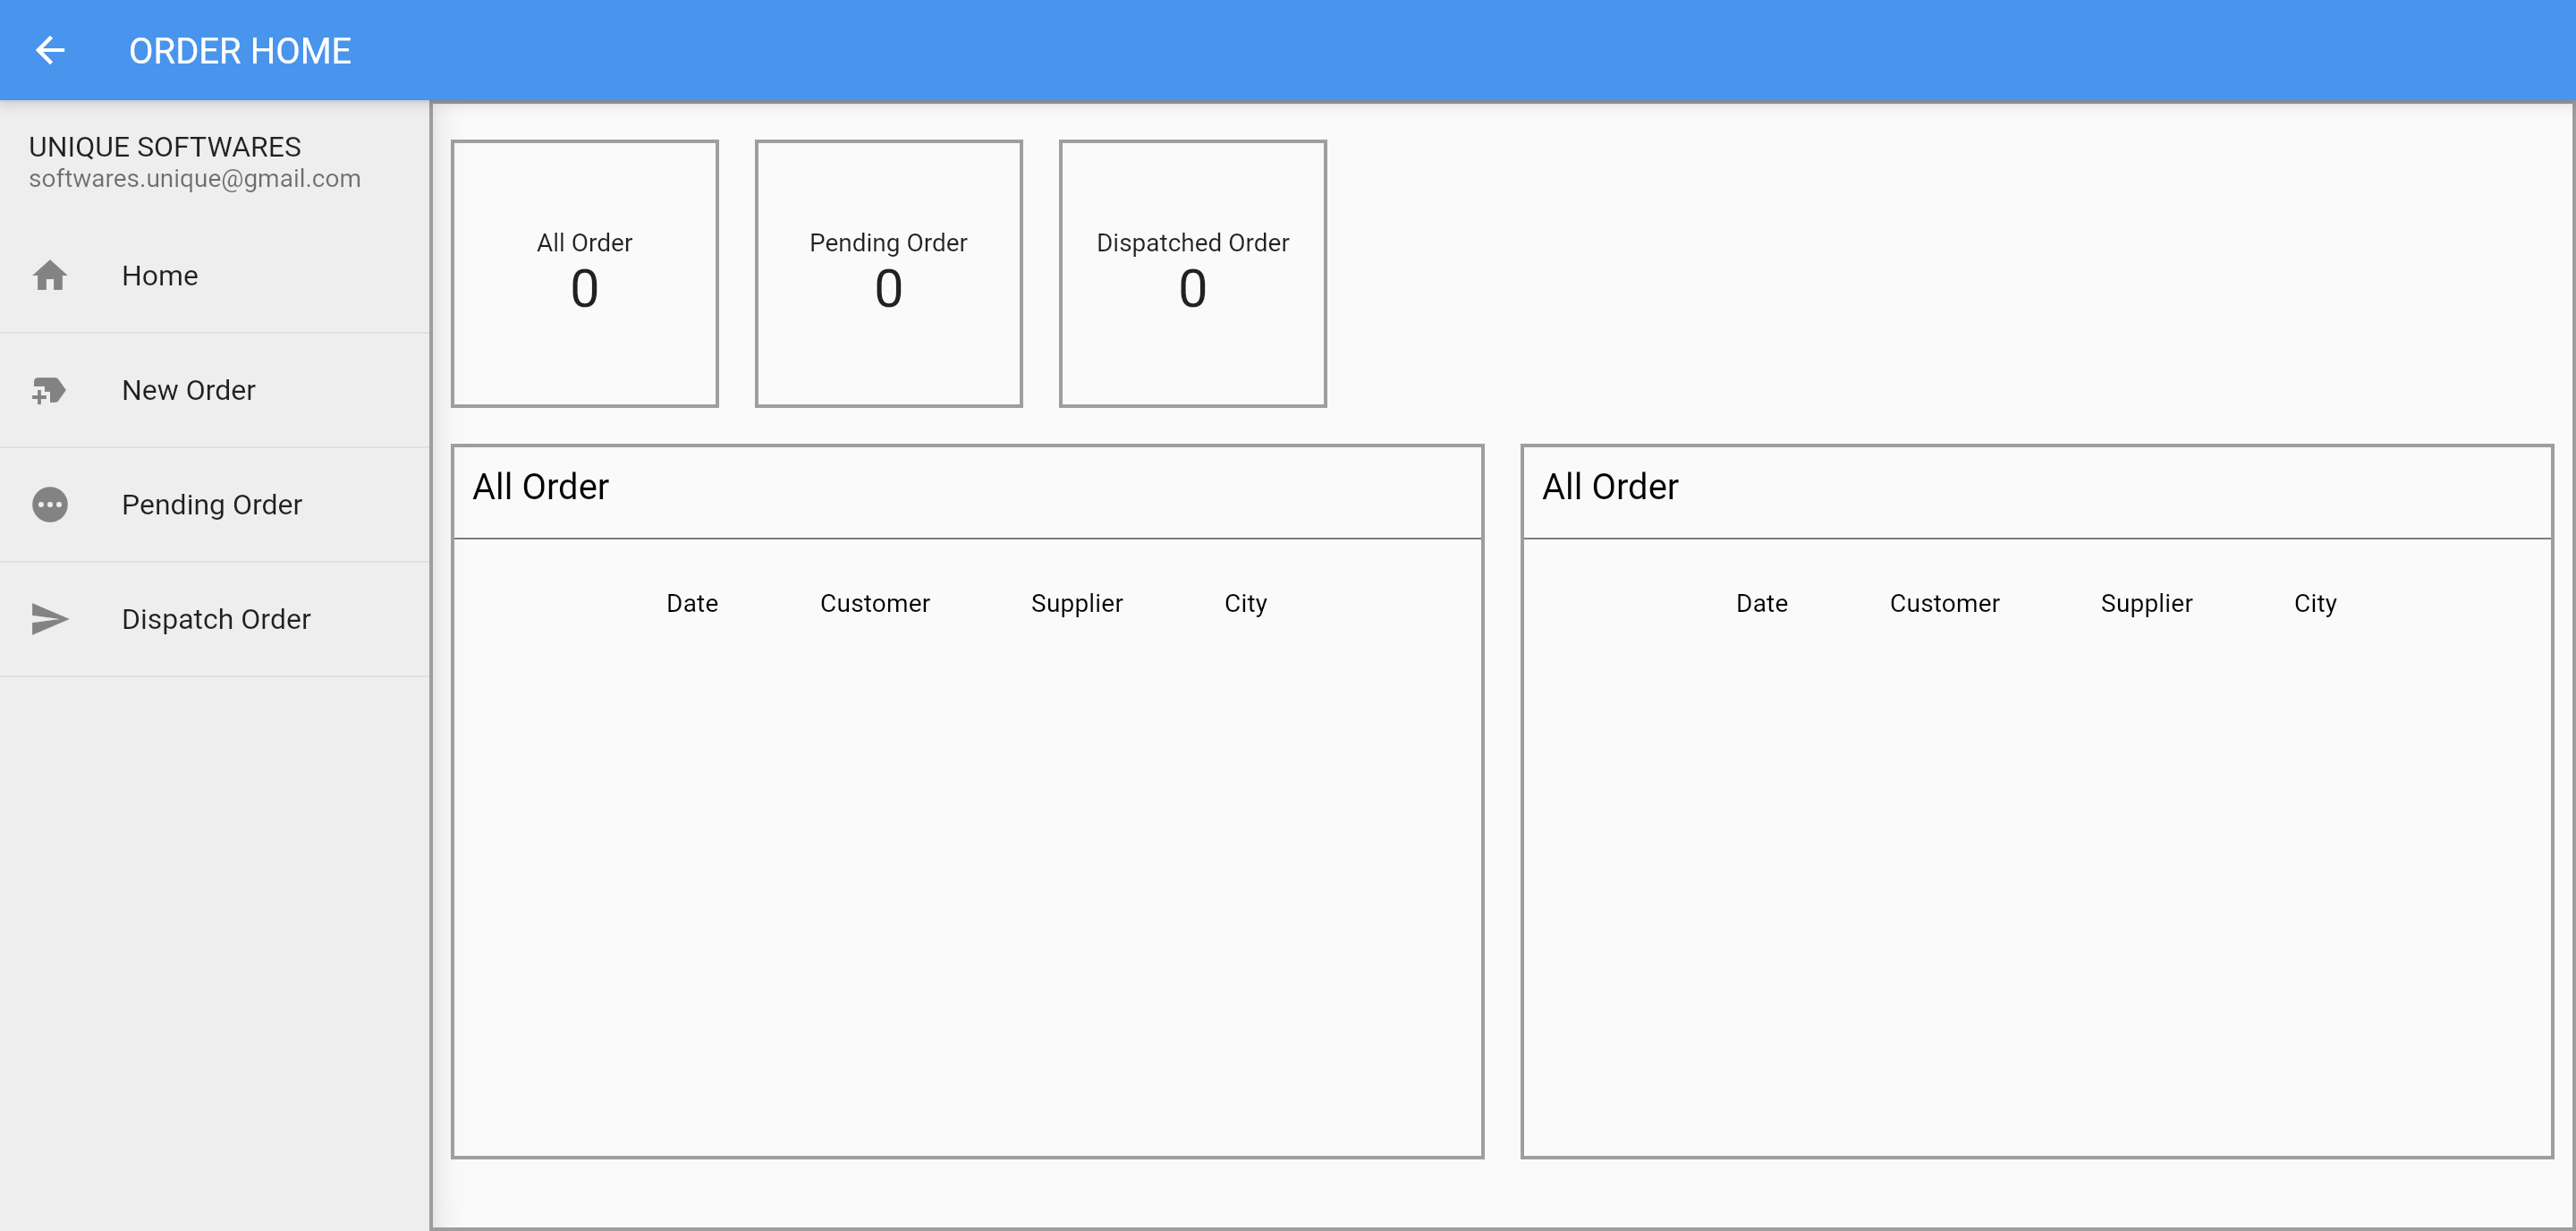 ORDER HOME
UNIQUE SOFTWARES
softwares.unique@gmail.com
Home
New Order
Pending Order
Dispatch Order
All Order
0
Pending Order
0
Dispatched Order
0
All Order
Date Customer Supplier City
All Order
Date Customer Supplier City